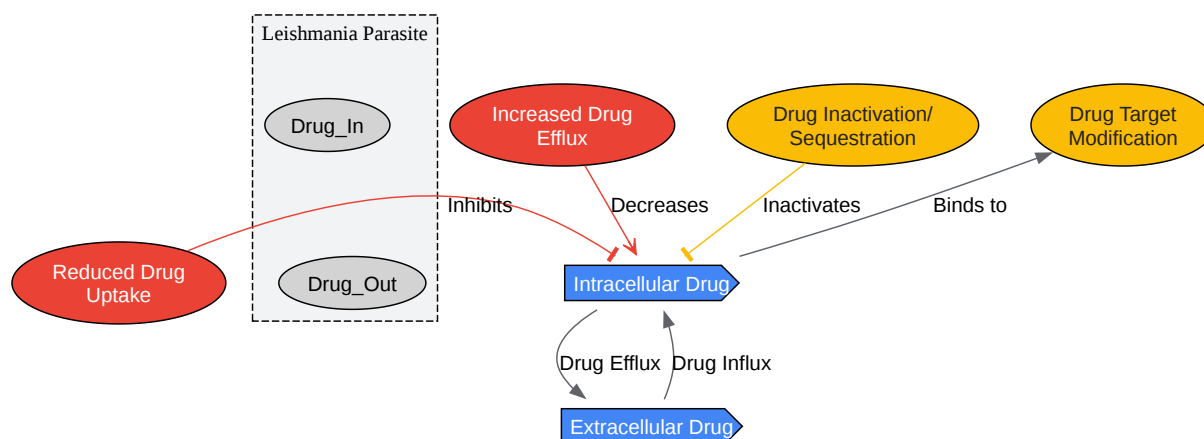 Leishmania Parasite
Drug_In
Increased Drug
Efflux
Drug Inactivation/
Sequestration
Drug Target
Modification
Inhibits
Decreases
Inactivates
Binds to
Reduced Drug
Uptake
Drug_Out
Intracellular Drug
Drug Efflux
Drug Influx
Extracellular Drug